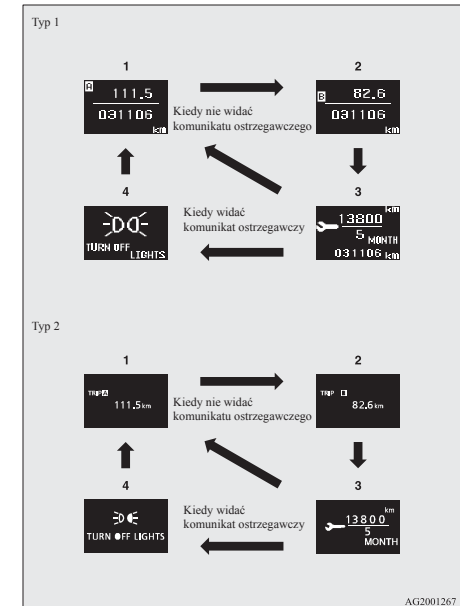 Typ 1
1
2
A 111.5
031106
km
Kiedy nie widać
komunikatu ostrzegawczego
B 82.6
031106
km
4
3
TURN OFF
LIGHTS
Kiedy widać
komunikat ostrzegawczy
km
13800
5 MONTH
031106 km
Typ 2
1
2
TRIP A
111.5 km
Kiedy nie widać
komunikatu ostrzegawczego
TRIP B
82.6 km
4
3
TURN OFF LIGHTS
Kiedy widać
komunikat ostrzegawczy
km
13800
5
MONTH
AG2001267